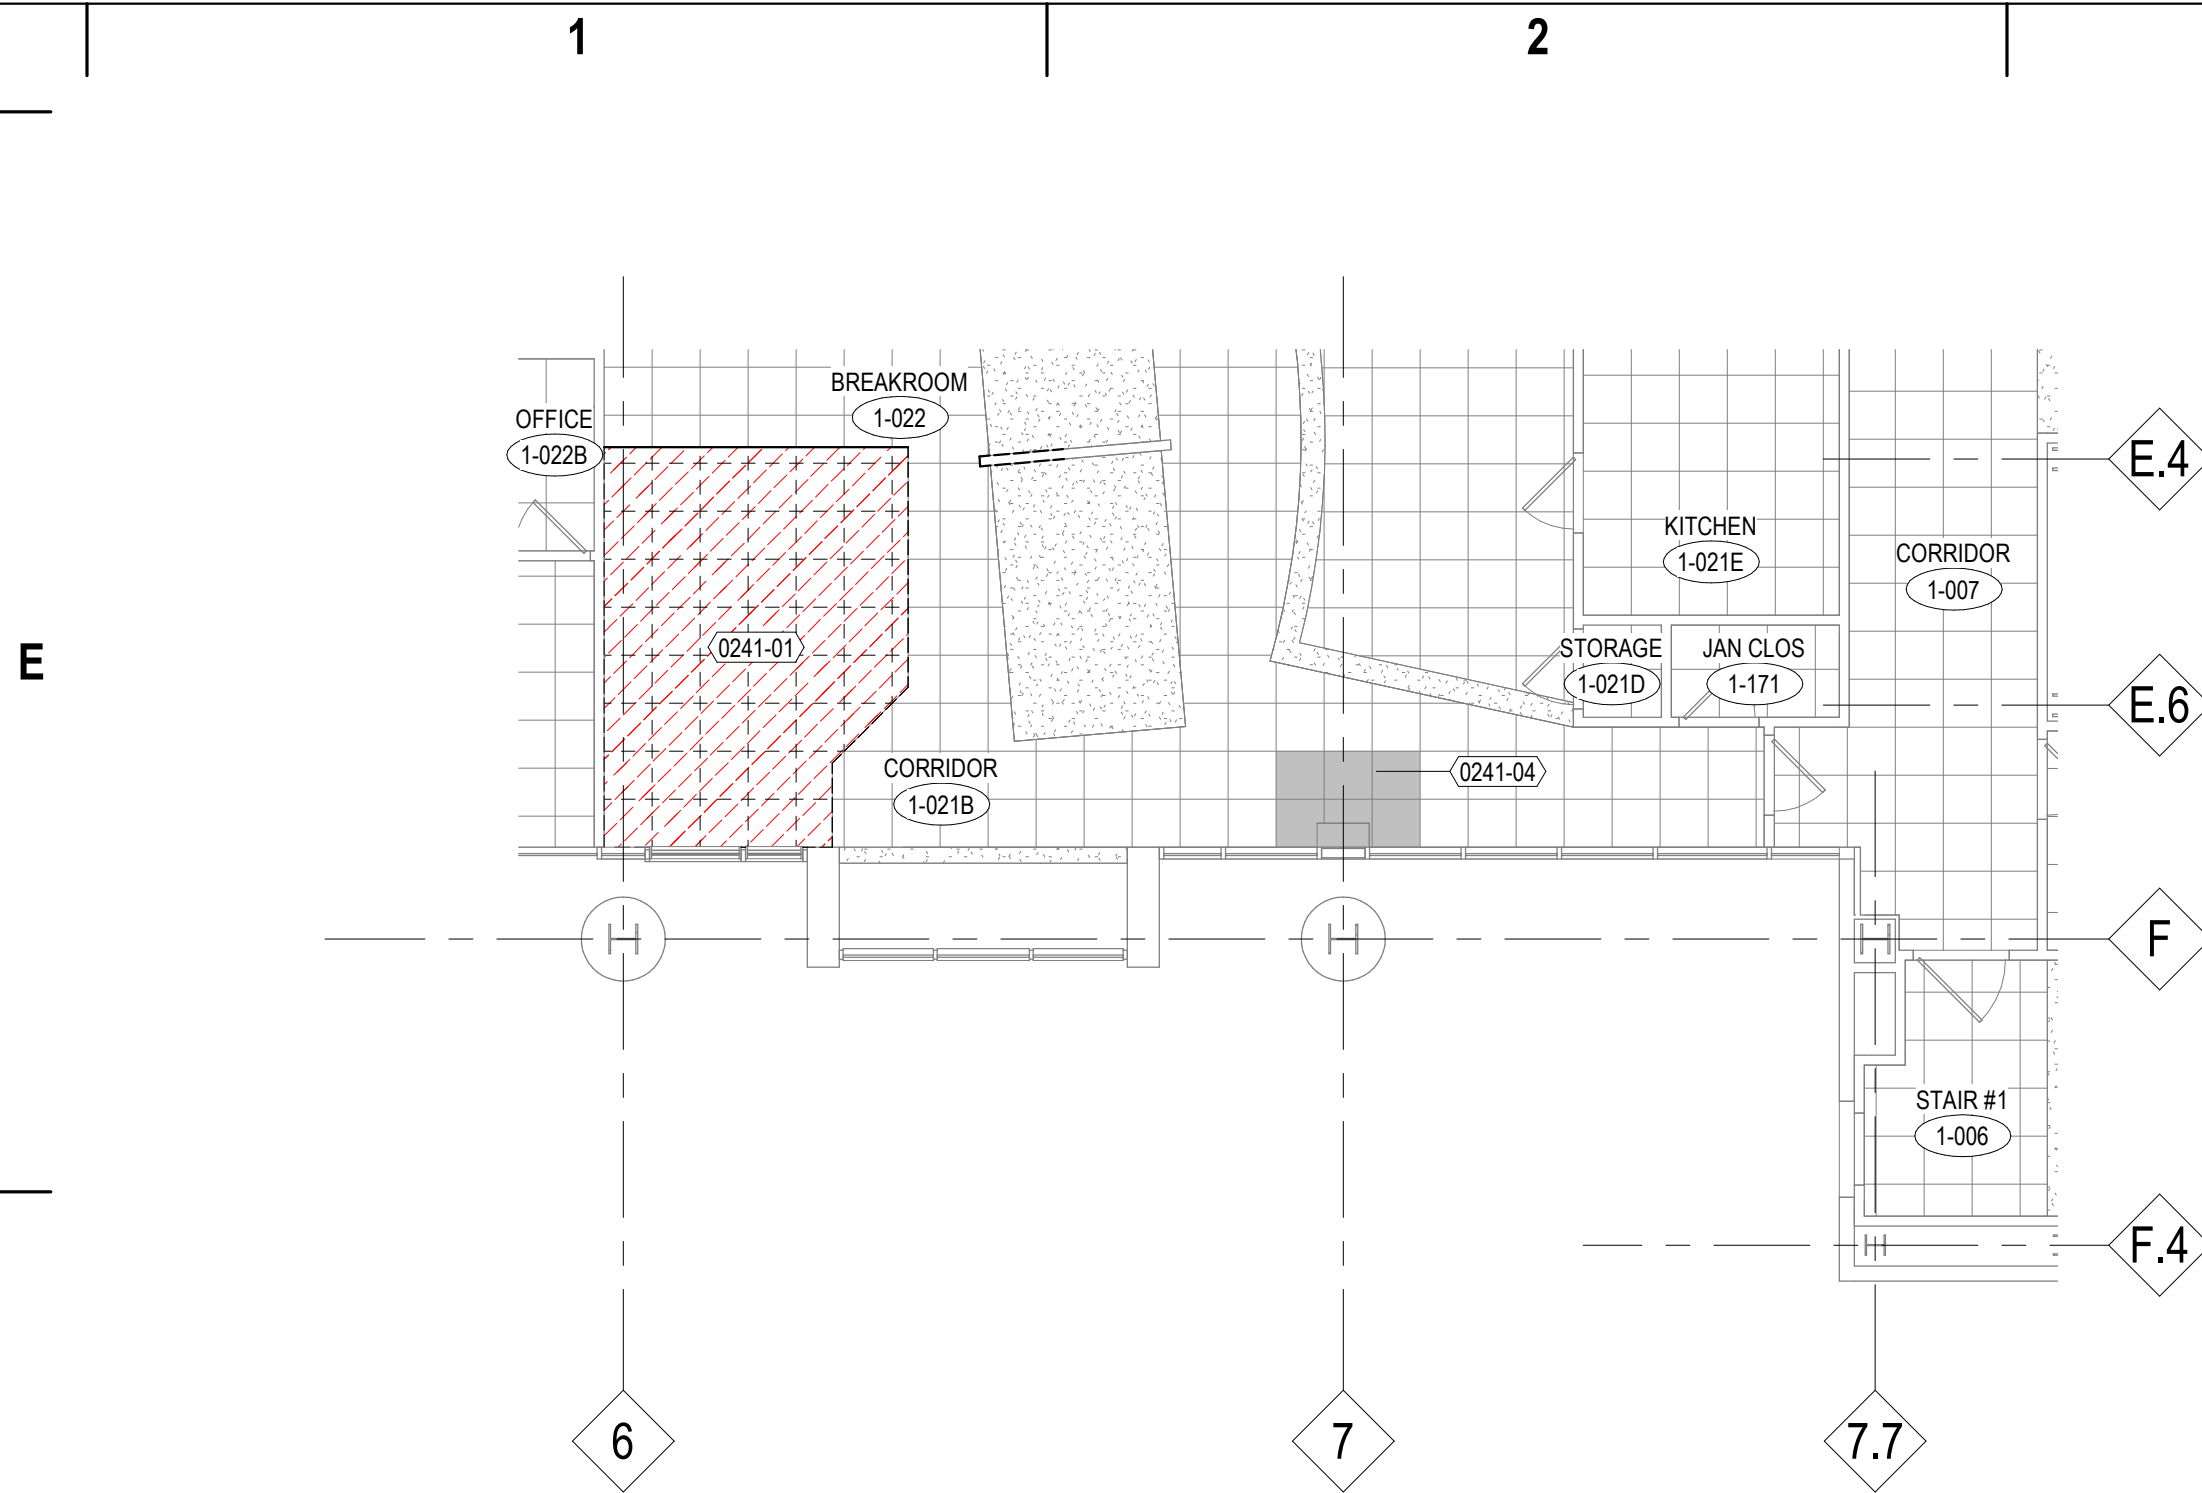 1
2
BREAKROOM
1-022
OFFICE
1-022B
E.4
KITCHEN
1-021E
CORRIDOR
1-007
E
0241-01
STORAGE
1-021D
JAN CLOS
1-171
E.6
CORRIDOR
1-021B
0241-04
F
STAIR #1
1-006
F.4
6
7
7.7